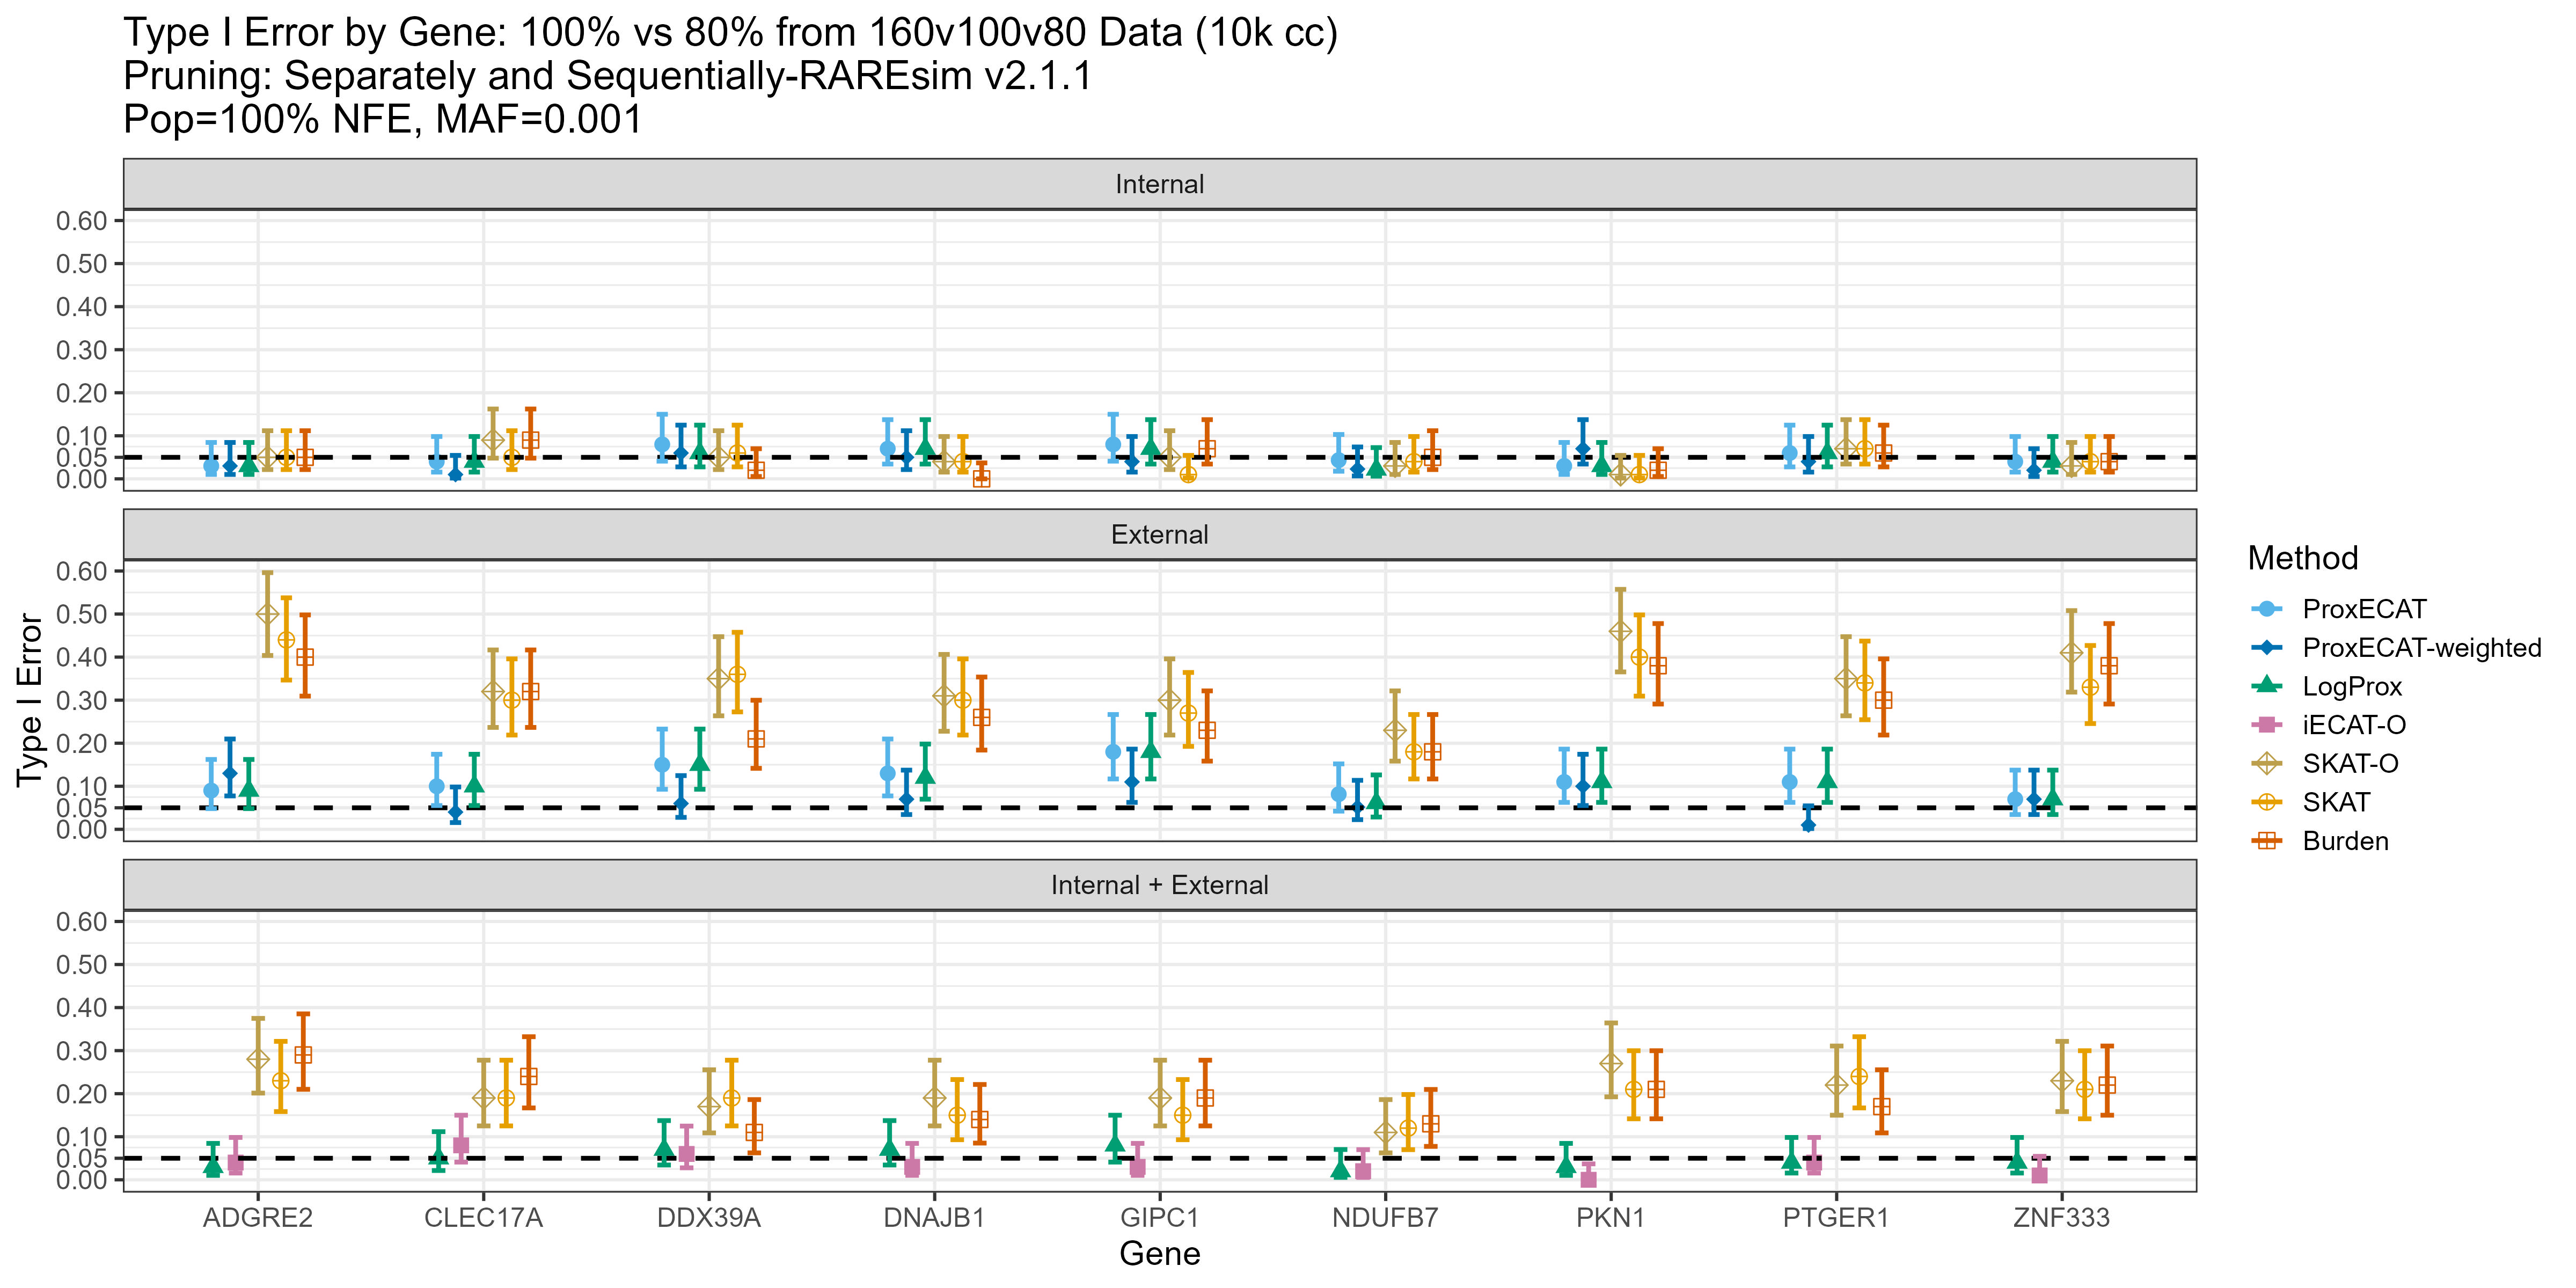 Type I Error by Gene: 100% vs 80% from 160v100v80 Data (10k cc)
Pruning: Separately and Sequentially-RAREsim v2.1.1
Pop=100% NFE, MAF=0.001
Internal
0.60
0.50
0.40
0.30
0.20
0.10
0.05
0.00
External
0.60
0.50
0.40
0.30
0.20
0.10
0.05
0.00
Internal + External
0.60
0.50
0.40
0.30
0.20
0.10
0.05
0.00
Type I Error
ADGRE2
CLEC17A
DDX39A
DNAJB1
GIPC1
NDUFB7
PKN1
PTGER1
ZNF333
Gene
Method
ProxECAT
ProxECAT-weighted
LogProx
iECAT-O
SKAT-O
SKAT
Burden